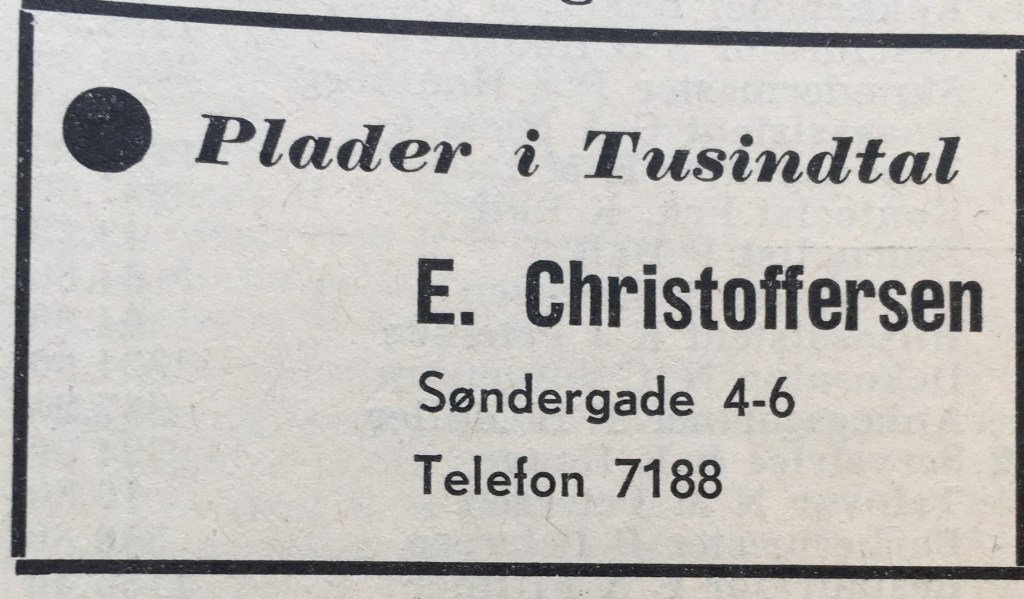 Plader i Tusindtal
E. Christoffersen
Søndergade 4-6
Telefon 7188